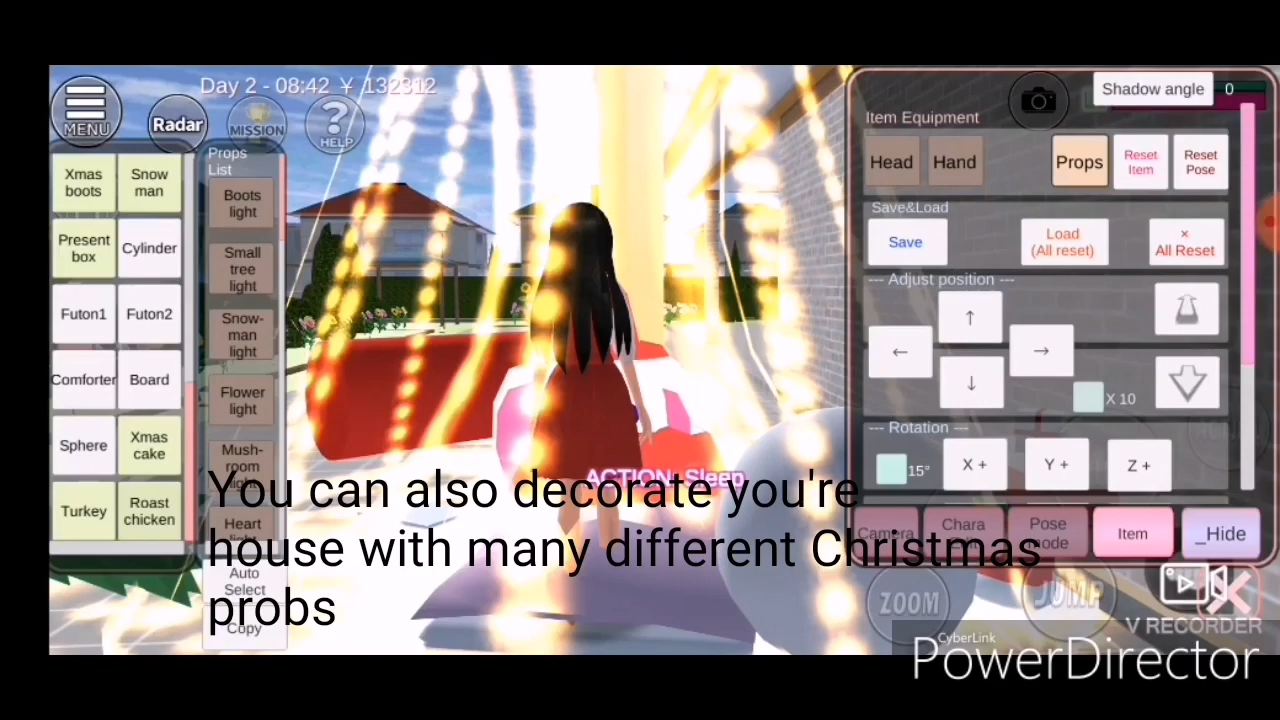 Day 2 - 08:42 ￥ 132312
Shadow angle
0
MENU
Radar
MISSION
?
HELP
Item Equipment
Props
List
Head
Hand
Props
Reset
Item
Reset
Pose
Xmas
boots
Snow
man
Boots
light
Save&Load
Save
Load
(All reset)
×
All Reset
Present
box
Cylinder
Small
tree
light
--- Adjust position ---
↑
←
→
↓
X 10
Futon1
Futon2
Snow-
man
light
Comforter
Board
Flower
light
--- Rotation ---
15°
X +
Y +
Z +
Sphere
Xmas
cake
Mush-
room
light
ACTION: Sleep
You can also decorate you're
house with many different Christmas
probs
Turkey
Roast
chicken
Heart
light
Camera
Chara
Edit
Pose
mode
Item
_Hide
Auto
Select
Copy
ZOOM
JUMP
V RECORDER
CyberLink
PowerDirector